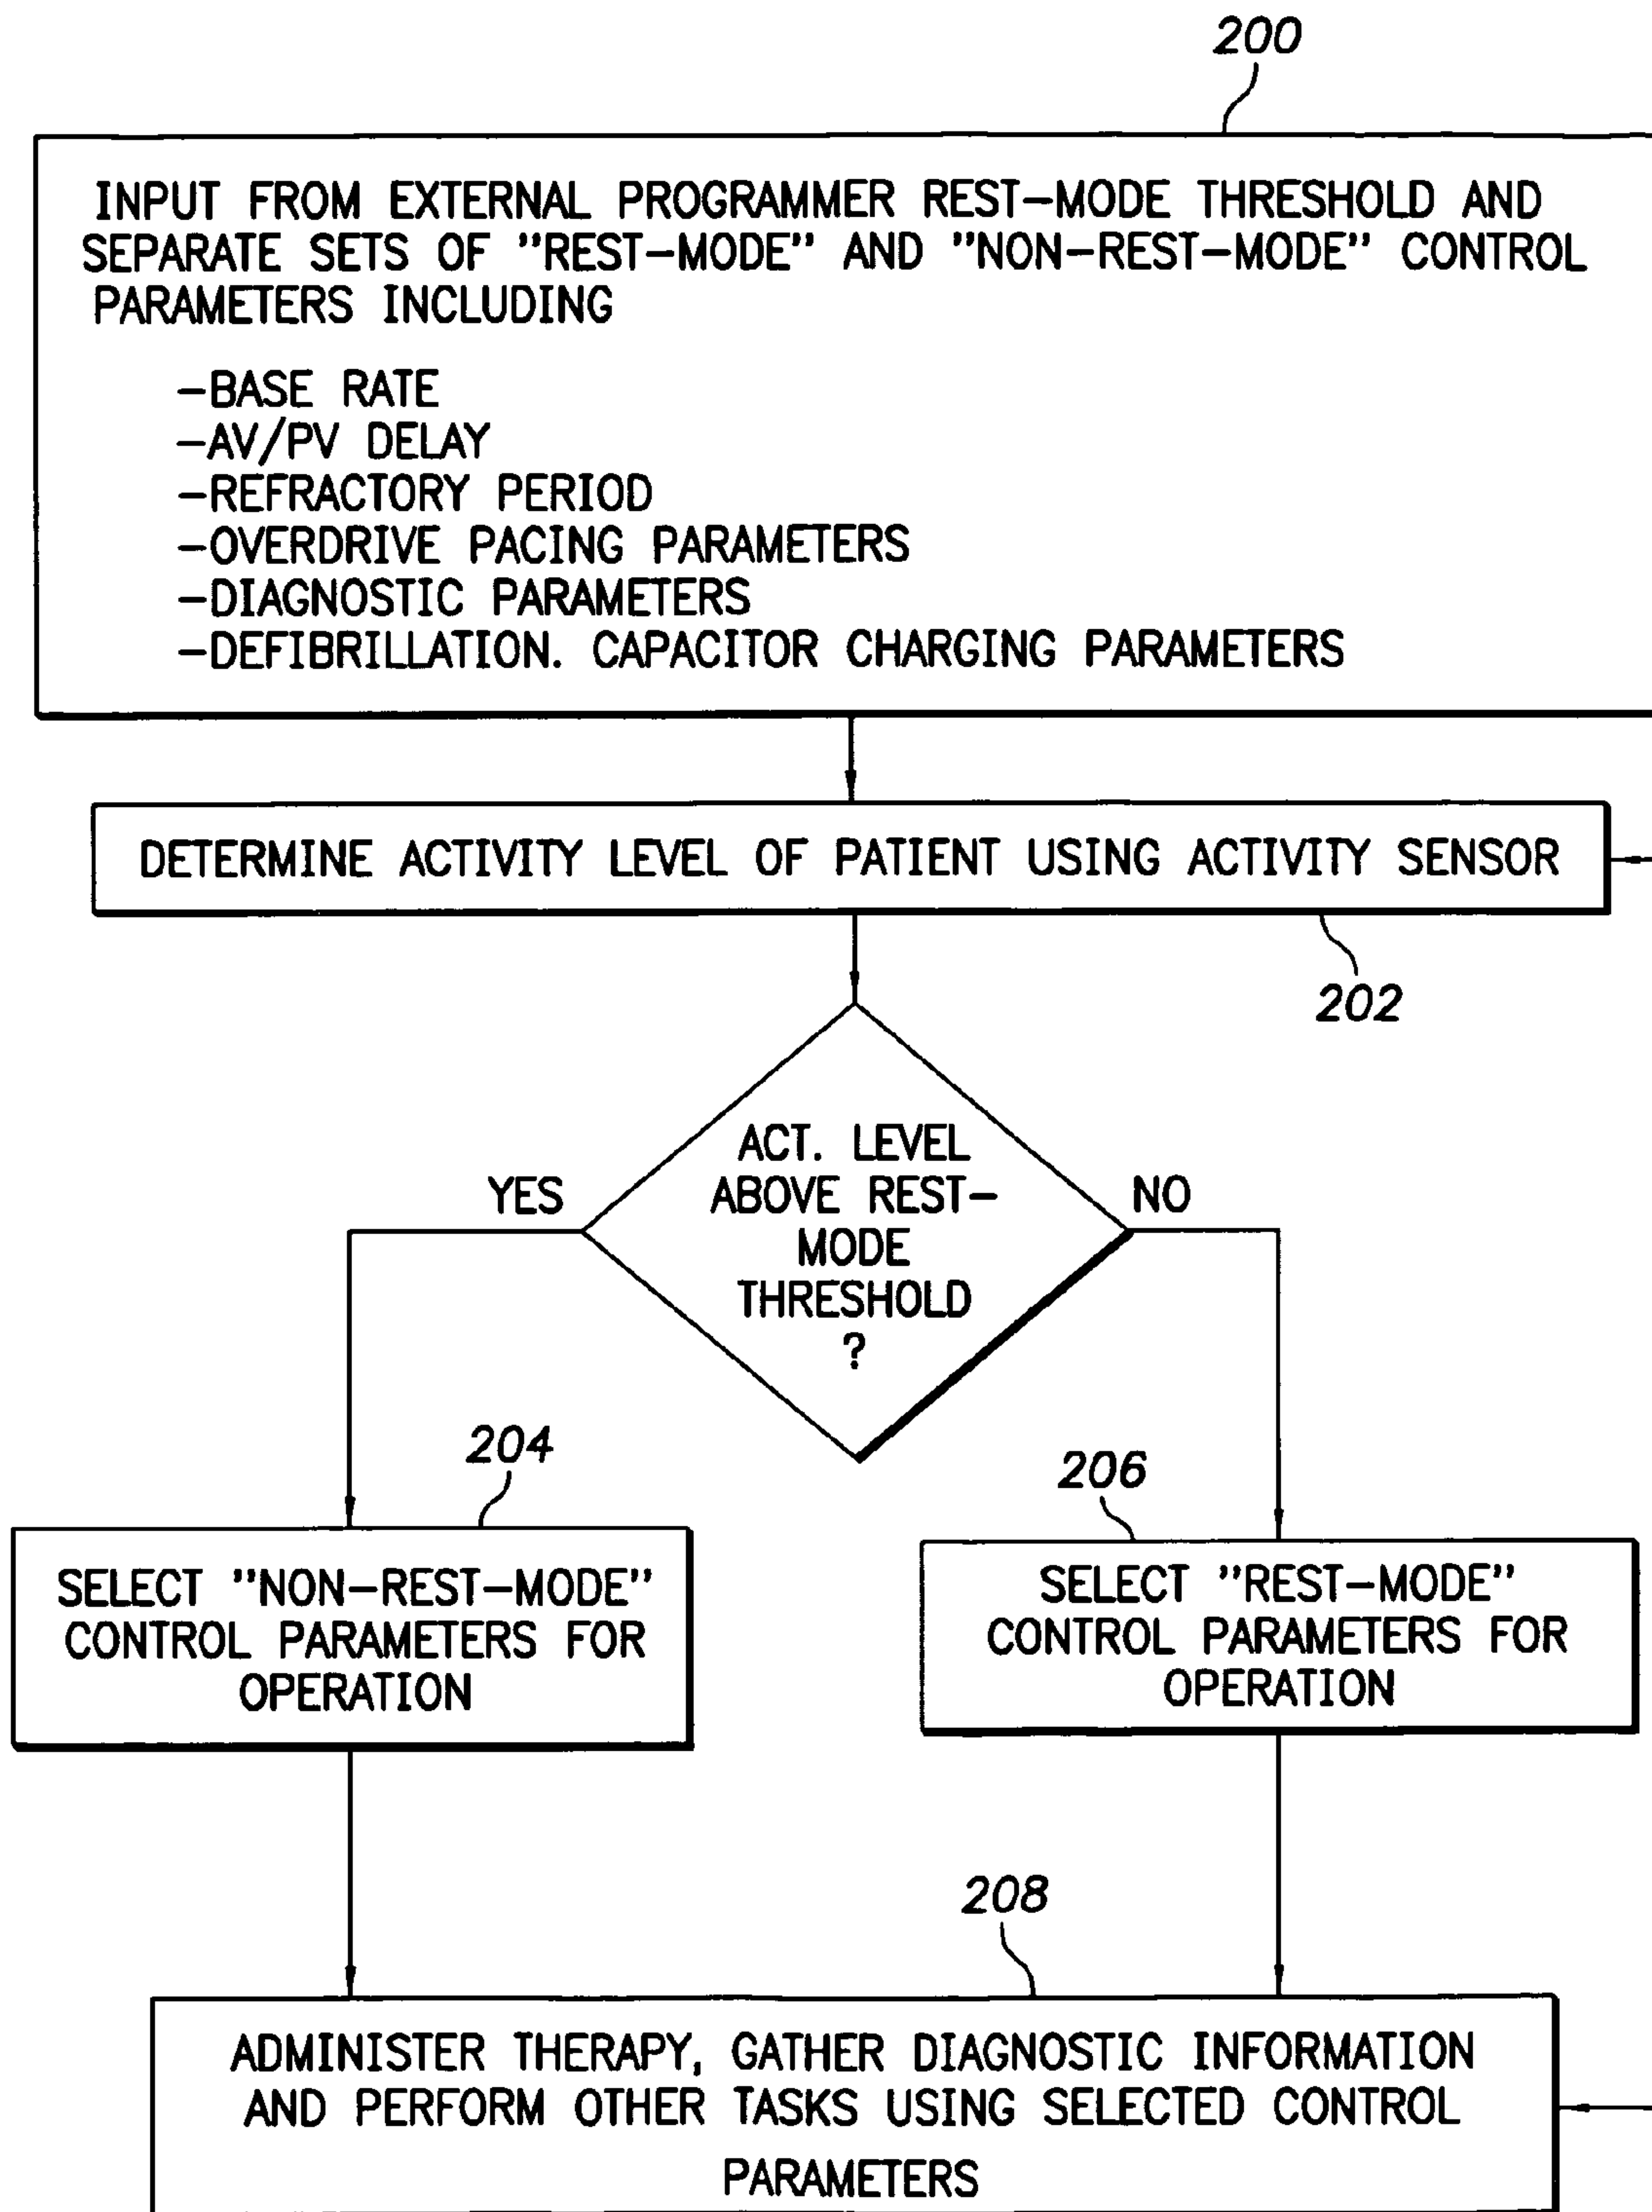 200
INPUT FROM EXTERNAL PROGRAMMER REST-MODE THRESHOLD AND
SEPARATE SETS OF "REST-MODE" AND "NON-REST-MODE" CONTROL
PARAMETERS INCLUDING
-BASE RATE
-AV/PV DELAY
-REFRACTORY PERIOD
-OVERDRIVE PACING PARAMETERS
-DIAGNOSTIC PARAMETERS
-DEFIBRILLATION. CAPACITOR CHARGING PARAMETERS
DETERMINE ACTIVITY LEVEL OF PATIENT USING ACTIVITY SENSOR
202
ACT. LEVEL
ABOVE REST-
MODE
THRESHOLD
?
YES
NO
204
SELECT "NON-REST-MODE"
CONTROL PARAMETERS FOR
OPERATION
206
SELECT "REST-MODE"
CONTROL PARAMETERS FOR
OPERATION
208
ADMINISTER THERAPY, GATHER DIAGNOSTIC INFORMATION
AND PERFORM OTHER TASKS USING SELECTED CONTROL
PARAMETERS